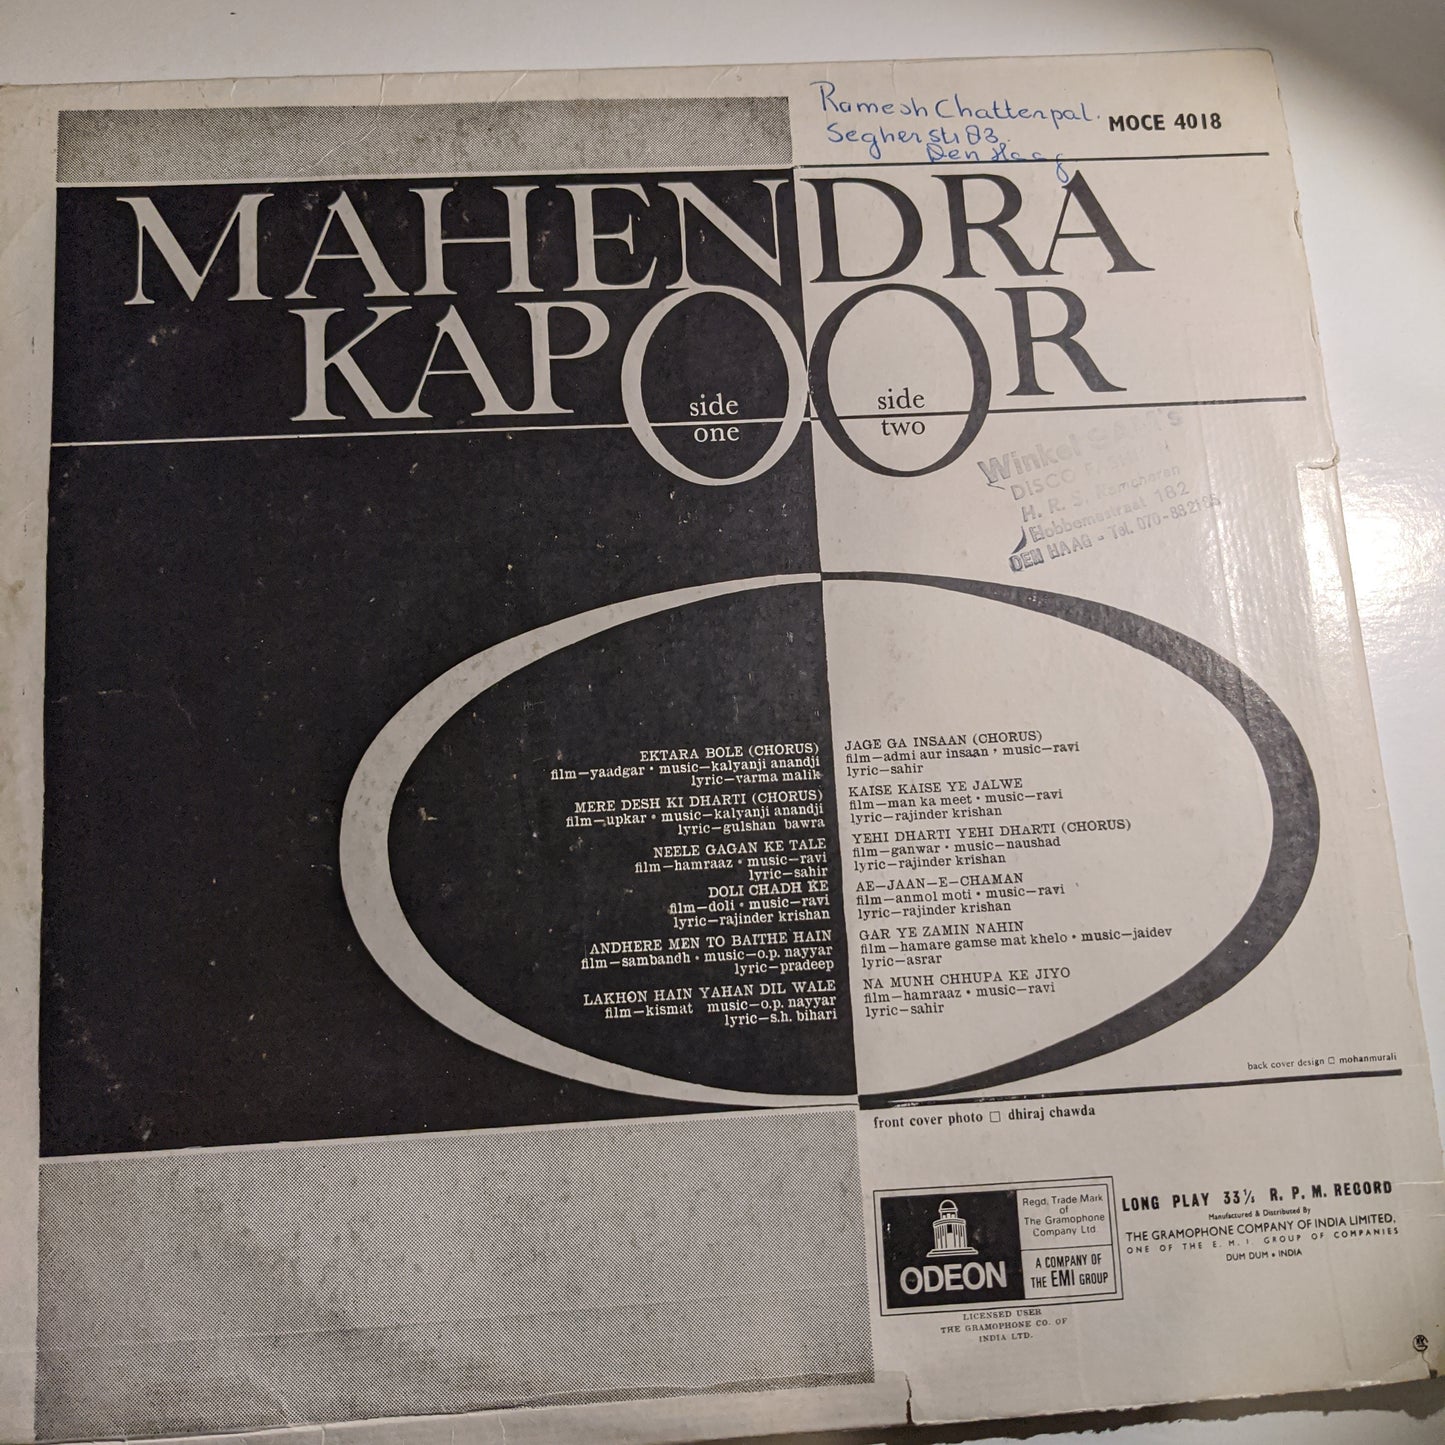 Ramesh Chatterpal.
MOCE 4018
Den Haag
MAHENDRA
KAPOOR
side
one
side
two
Winkel
DISCO
H. R. S. Ramcharan
Hobbemastraat 182
DEN HAAG - Tel. 070-882185
EKTARA BOLE (CHORUS)
film—yaadgar • music—kalyanji anandji
lyric—varma malik
MERE DESH KI DHARTI (CHORUS)
film—upkar • music—kalyanji anandji
lyric—gulshan bawra
NEELE GAGAN KE TALE
film—hamraaz • music—ravi
lyric—sahir
DOLI CHADH KE
film—doli • music—ravi
lyric—rajinder krishan
ANDHERE MEN TO BAITHE HAIN
film—sambandh • music—o.p. nayyar
lyric—pradeep
LAKHON HAIN YAHAN DIL WALE
film—kismat music—o.p. nayyar
lyric—s.h. bihari
JAGE GA INSAAN (CHORUS)
film—admi aur insaan • music—ravi
lyric—sahir
KAISE KAISE YE JALWE
film—man ka meet • music—ravi
lyric—rajinder krishan
YEHI DHARTI YEHI DHARTI (CHORUS)
film—ganwar • music—naushad
lyric—rajinder krishan
AE—JAAN—E—CHAMAN
film—anmol moti • music—ravi
lyric—rajinder krishan
GAR YE ZAMIN NAHIN
film—hamare gamse mat khelo • music—jaidev
lyric—asrar
NA MUNH CHHUPA KE JIYO
film—hamraaz • music—ravi
lyric—sahir
back cover design □ mohanmurali
front cover photo □ dhiraj chawda
ODEON
Regd. Trade Mark
of
The Gramophone
Company Ltd.
A COMPANY OF
THE EMI GROUP
LICENSED USER
THE GRAMOPHONE CO. OF
INDIA LTD.
LONG PLAY 33⅓ R. P. M. RECORD
Manufactured & Distributed By
THE GRAMOPHONE COMPANY OF INDIA LIMITED,
ONE OF THE E. M. I. GROUP OF COMPANIES
DUM DUM • INDIA